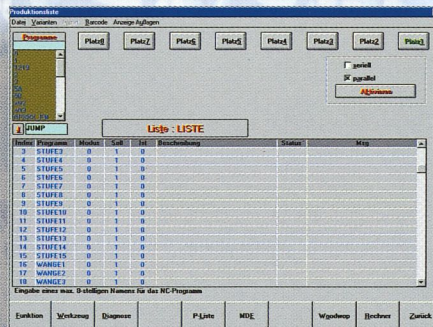 Produktionsliste
Datei Varianten Barcode Anzeige Auflagen
Programme
Platz8 Platz7 Platz6 Platz5 Platz4 Platz3 Platz2 Platz1
seriell
parallel
Aktivieren
JUMP
Liste : LISTE
Index Programm Modus Soll Ist Beschreibung Status Msg
3 STUFE3 0 1 0
4 STUFE4 0 1 0
5 STUFE5 0 1 0
6 STUFE6 0 1 0
7 STUFE7 0 1 0
8 STUFE8 0 1 0
9 STUFE9 0 1 0
10 STUFE10 0 1 0
11 STUFE11 0 1 0
12 STUFE12 0 1 0
13 STUFE13 0 1 0
14 STUFE14 0 1 0
15 STUFE15 0 1 0
16 WANGE1 0 1 0
17 WANGE2 0 1 0
18 WANGE3 0 1 0
Eingabe eines max. 8-stelligen Namens für das NC-Programm
Funktion Werkzeug Diagnose P-Liste MDE Woodwop Rechner Zurück